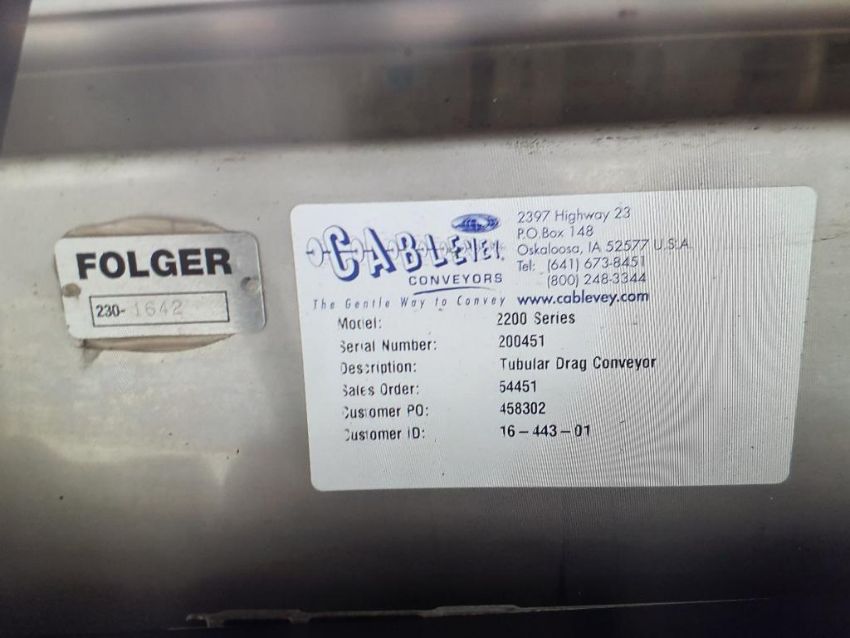 FOLGER
230-1642
CABLEVEY
CONVEYORS
The Gentle Way to Convey
2397 Highway 23
P.O.Box 148
Oskaloosa, IA 52577 U.S.A.
Tel: (641) 673-8451
(800) 248-3344
www.cablevey.com
Model: 2200 Series
Serial Number: 200451
Description: Tubular Drag Conveyor
Sales Order: 54451
Customer PO: 458302
Customer ID: 16-443-01